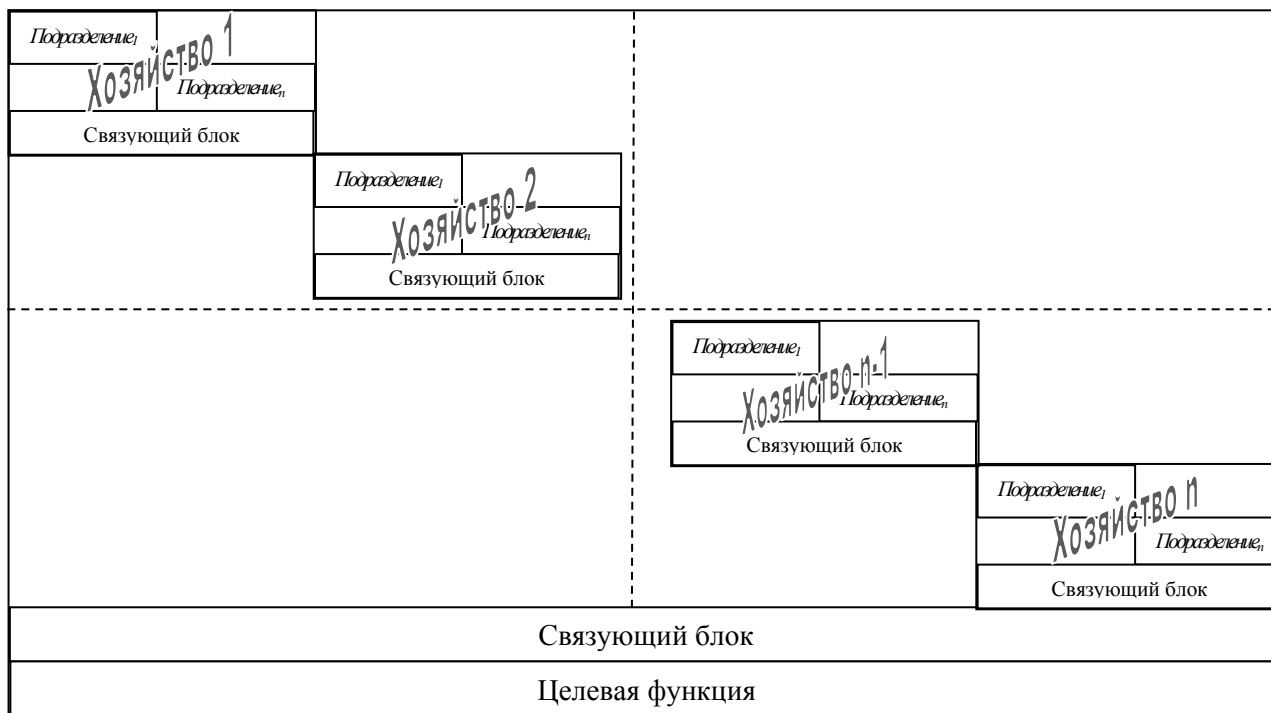 Подразделение₁
Хозяйство 1
Подразделениеₙ
Связующий блок
Подразделение₁
Хозяйство 2
Подразделениеₙ
Связующий блок
Подразделение₁
Хозяйство n-1
Подразделениеₙ
Связующий блок
Подразделение₁
Хозяйство n
Подразделениеₙ
Связующий блок
Связующий блок
Целевая функция